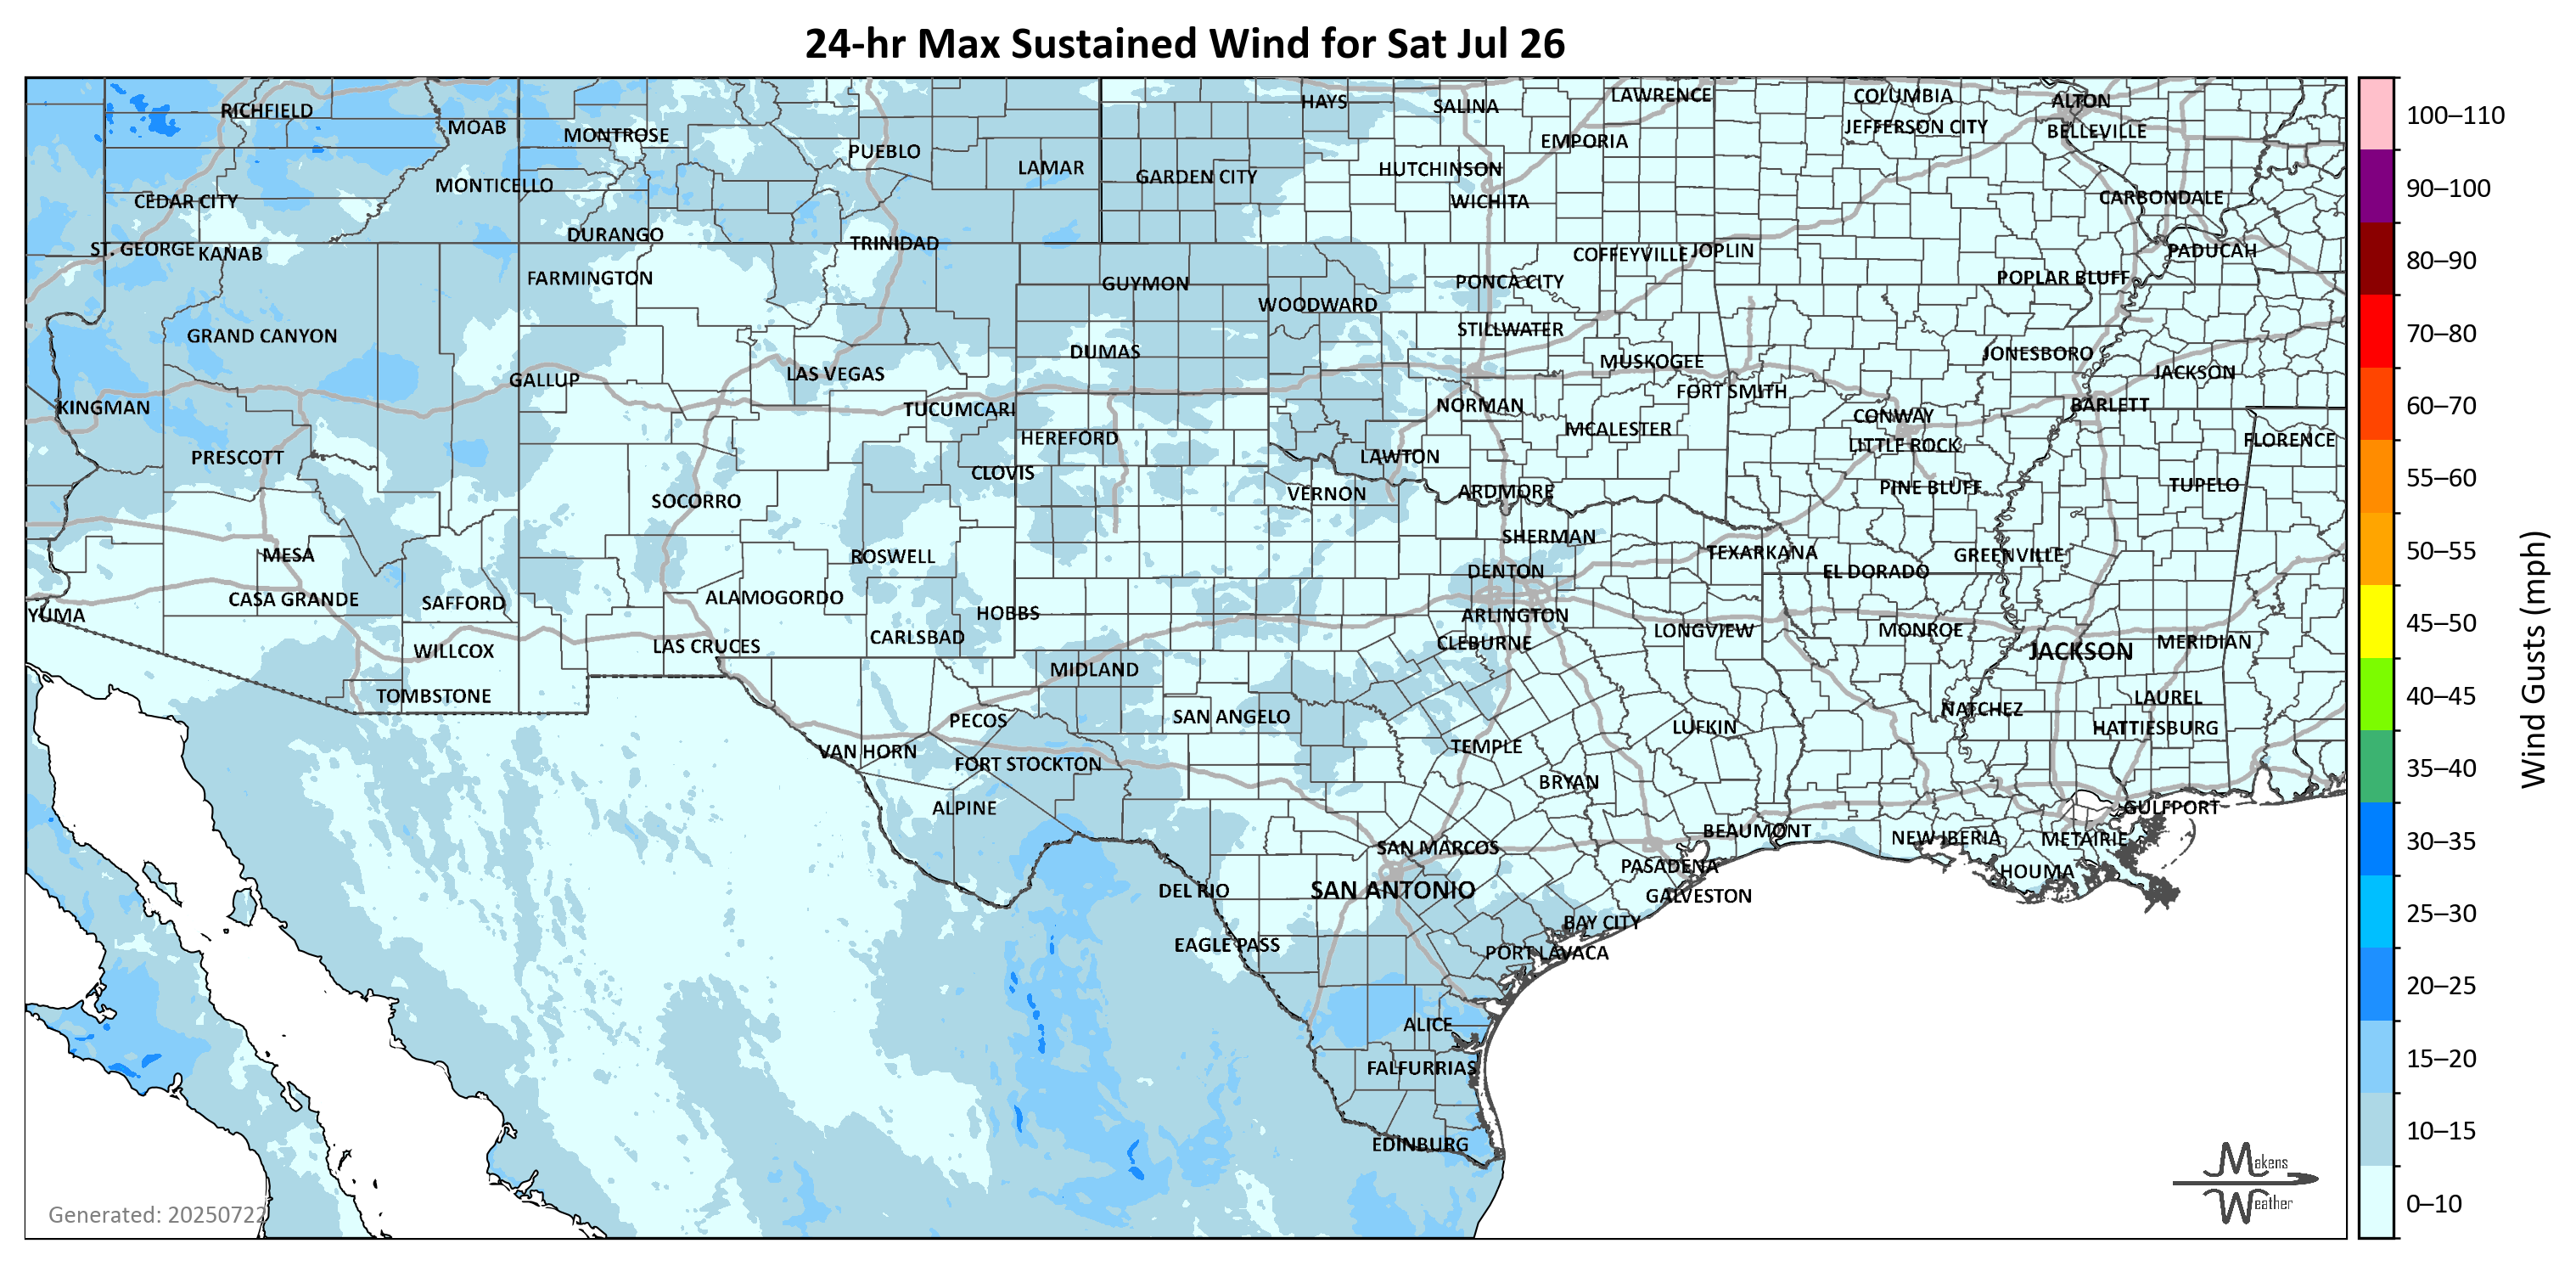 24-hr Max Sustained Wind for Sat Jul 26
RICHFIELD
MOAB
MONTROSE
PUEBLO
LAMAR
HAYS
SALINA
LAWRENCE
COLUMBIA
ALTON
JEFFERSON CITY
BELLEVILLE
EMPORIA
HUTCHINSON
GARDEN CITY
WICHITA
CARBONDALE
MONTICELLO
CEDAR CITY
DURANGO
TRINIDAD
ST. GEORGE
KANAB
COFFEYVILLE
JOPLIN
PADUCAH
FARMINGTON
GUYMON
PONCA CITY
POPLAR BLUFF
WOODWARD
GRAND CANYON
STILLWATER
DUMAS
MUSKOGEE
JONESBORO
GALLUP
LAS VEGAS
JACKSON
FORT SMITH
KINGMAN
TUCUMCARI
NORMAN
CONWAY
BARLETT
HEREFORD
MCALESTER
LITTLE ROCK
FLORENCE
PRESCOTT
CLOVIS
LAWTON
SOCORRO
VERNON
ARDMORE
PINE BLUFF
TUPELO
SHERMAN
MESA
ROSWELL
TEXARKANA
GREENVILLE
DENTON
EL DORADO
CASA GRANDE
SAFFORD
ALAMOGORDO
HOBBS
ARLINGTON
YUMA
CARLSBAD
CLEBURNE
LONGVIEW
MONROE
MERIDIAN
WILLCOX
LAS CRUCES
JACKSON
MIDLAND
TOMBSTONE
LAUREL
PECOS
SAN ANGELO
NATCHEZ
LUFKIN
HATTIESBURG
VAN HORN
TEMPLE
FORT STOCKTON
BRYAN
ALPINE
GULFPORT
BEAUMONT
NEW IBERIA
METAIRIE
SAN MARCOS
PASADENA
HOUMA
DEL RIO
SAN ANTONIO
GALVESTON
BAY CITY
EAGLE PASS
PORT LAVACA
ALICE
FALFURRIAS
EDINBURG
Generated: 20250722
Makens
Weather
100–110
90–100
80–90
70–80
60–70
55–60
50–55
45–50
40–45
35–40
30–35
25–30
20–25
15–20
10–15
0–10
Wind Gusts (mph)